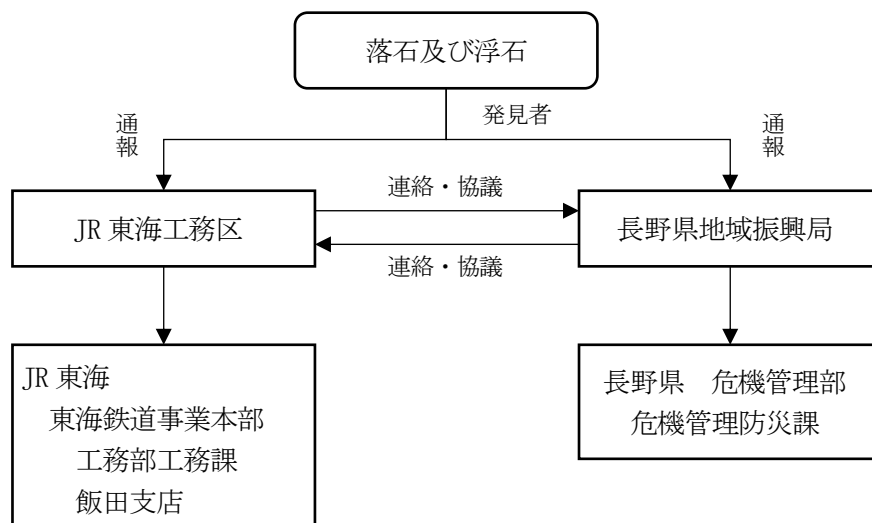 落石及び浮石
発見者
通報
通報
連絡・協議
JR 東海工務区
長野県地域振興局
連絡・協議
JR 東海
東海鉄道事業本部
工務部工務課
飯田支店
長野県　危機管理部
危機管理防災課